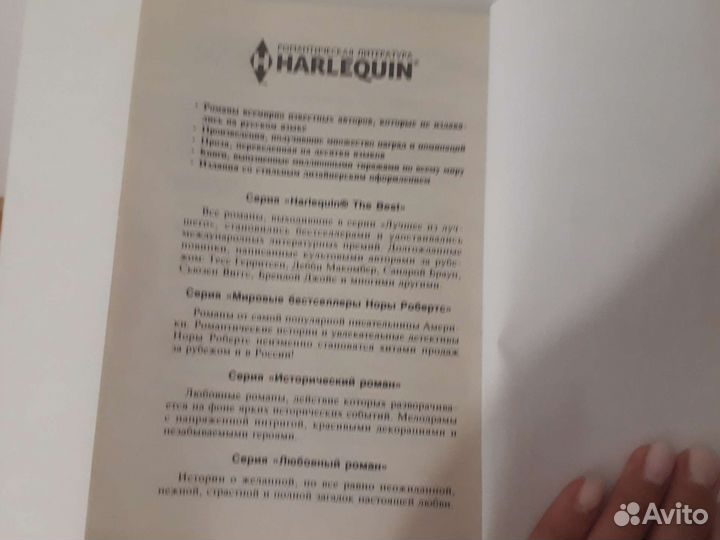 РОМАНТИЧЕСКАЯ ЛИТЕРАТУРА
HARLEQUIN®
Романы всемирно известных авторов, которые не издава-
лись на русском языке
Произведения, получившие множество наград и номинаций
Проза, переведенная на десятки языков
Книги, выпущенные миллионными тиражами по всему миру
Издания со стильным дизайнерским оформлением
Серия «Harlequin® The Best»
Все романы, выходившие в серии «Лучшее из луч-
шего», становились бестселлерами и удостаивались
международных литературных премий. Долгожданные
новинки, написанные культовыми авторами за рубе-
жом: Тесс Герритсен, Дебби Макомбер, Сандрой Браун,
Сьюзен Виггс, Брендой Джойс и многими другими.
Серия «Мировые бестселлеры Норы Робертс»
Романы от самой популярной писательницы Амери-
ки. Романтические истории и увлекательные детективы
Норы Робертс неизменно становятся хитами продаж
за рубежом и в России!
Серия «Исторический роман»
Любовные романы, действие которых разворачива-
ется на фоне ярких исторических событий. Мелодрамы
с напряженной интригой, красивыми декорациями и
незабываемыми героями.
Серия «Любовный роман»
Истории о желанной, но все равно неожиданной,
нежной, страстной и полной загадок настоящей любви.
Avito